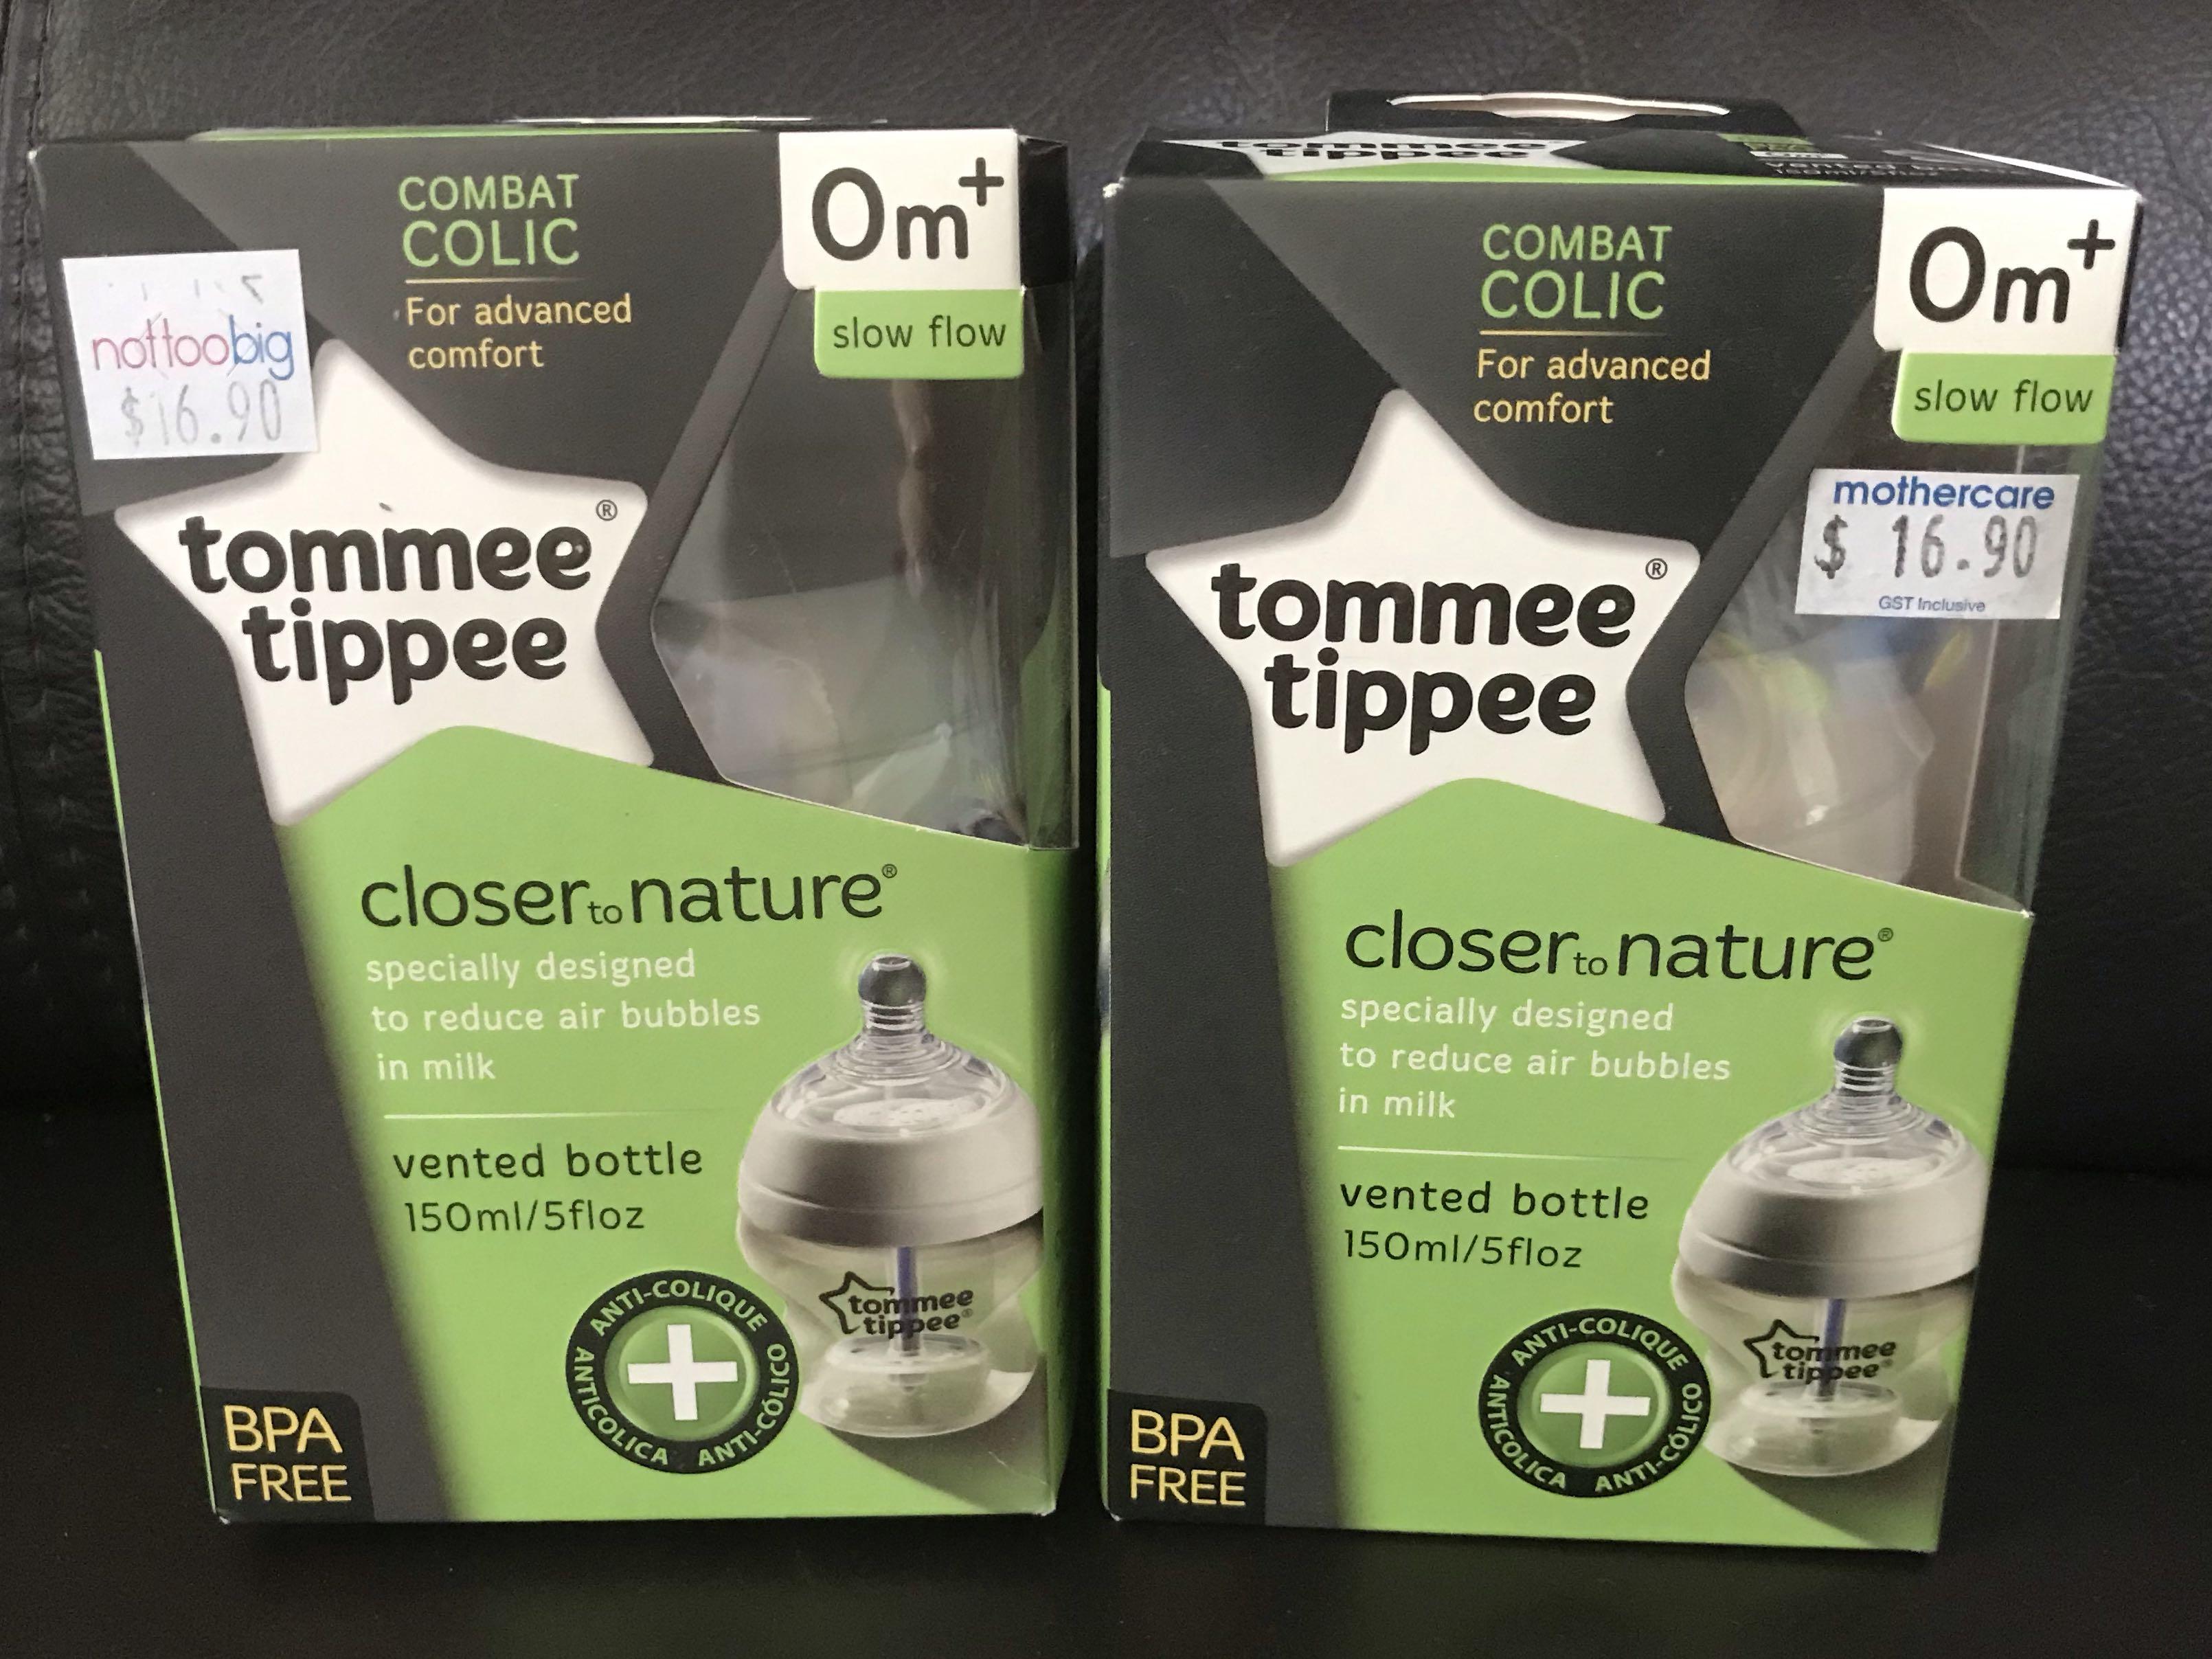 COMBAT
COLIC
For advanced
comfort
0m+
slow flow
nottoobig
$16.90
tommee®
tippee
closer to nature®
specially designed
to reduce air bubbles
in milk
vented bottle
150ml/5floz
ANTI-COLIQUE
ANTI-CÓLICO
ANTICOLICA
tommee
tippee®
BPA
FREE
tommee
tippee
COMBAT
COLIC
For advanced
comfort
0m+
slow flow
mothercare
$ 16.90
GST Inclusive
tommee®
tippee
closer to nature®
specially designed
to reduce air bubbles
in milk
vented bottle
150ml/5floz
ANTI-COLIQUE
ANTI-CÓLICO
ANTICOLICA
tommee
tippee®
BPA
FREE